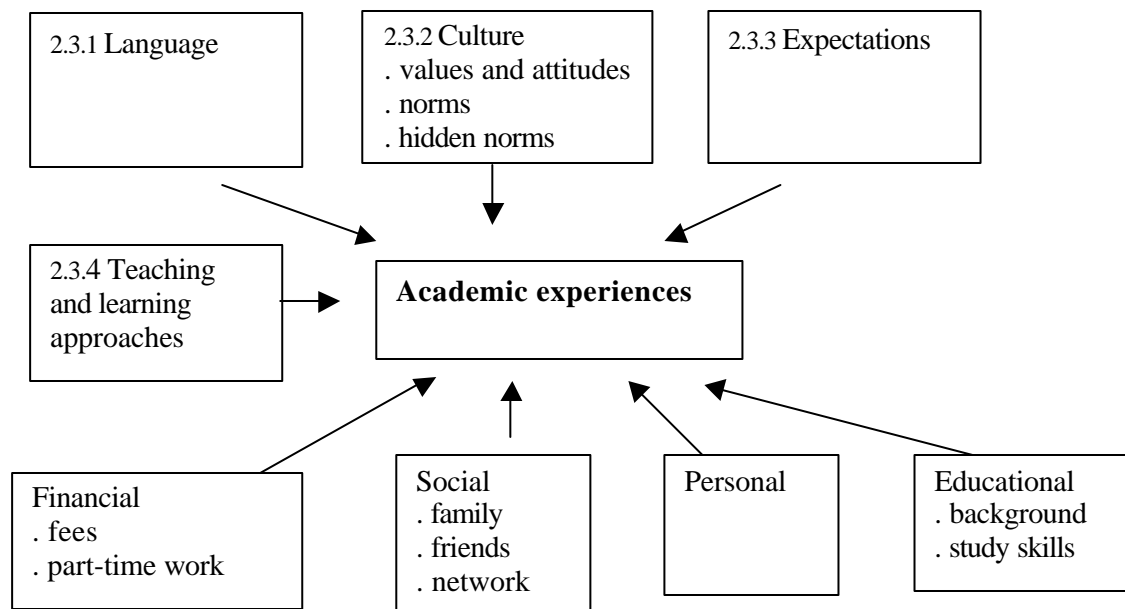 2.3.1 Language
2.3.2 Culture
. values and attitudes
. norms
. hidden norms
2.3.3 Expectations
2.3.4 Teaching
and learning
approaches
Academic experiences
Financial
. fees
. part-time work
Social
. family
. friends
. network
Personal
Educational
. background
. study skills